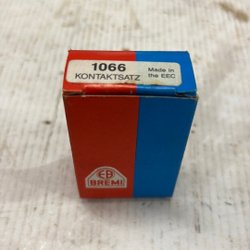 1066
KONTAKTSATZ
Made in
the EEC
EB
BREMI